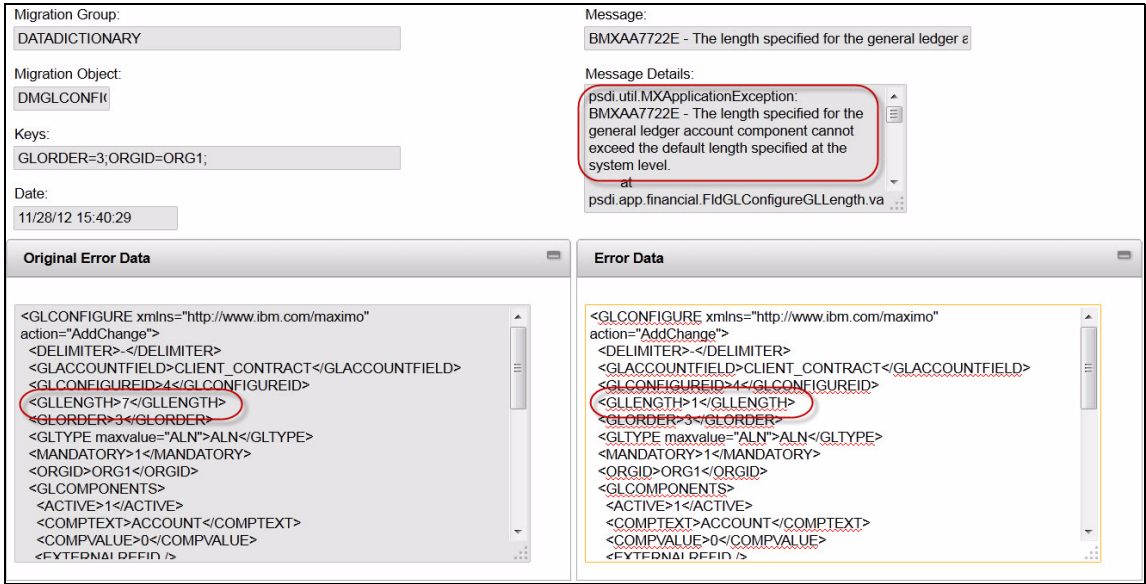 Migration Group:
DATADICTIONARY
Migration Object:
DMGLCONFI
Keys:
GLORDER=3;ORGID=ORG1;
Date:
11/28/12 15:40:29
Message:
BMXAA7722E - The length specified for the general ledger a
Message Details:
psdi.util.MXApplicationException:
BMXAA7722E - The length specified for the
general ledger account component cannot
exceed the default length specified at the
system level.
at
psdi.app.financial.FldGLConfigureGLLength.va
Original Error Data
<GLCONFIGURE xmlns="http://www.ibm.com/maximo"
action="AddChange">
<DELIMITER>-</DELIMITER>
<GLACCOUNTFIELD>CLIENT_CONTRACT</GLACCOUNTFIELD>
<GLCONFIGUREID>4</GLCONFIGUREID>
<GLLENGTH>7</GLLENGTH>
<GLORDER>3</GLORDER>
<GLTYPE maxvalue="ALN">ALN</GLTYPE>
<MANDATORY>1</MANDATORY>
<ORGID>ORG1</ORGID>
<GLCOMPONENTS>
<ACTIVE>1</ACTIVE>
<COMPTEXT>ACCOUNT</COMPTEXT>
<COMPVALUE>0</COMPVALUE>
<EXTERNALREFID />
Error Data
<GLCONFIGURE xmlns="http://www.ibm.com/maximo"
action="AddChange">
<DELIMITER>-</DELIMITER>
<GLACCOUNTFIELD>CLIENT_CONTRACT</GLACCOUNTFIELD>
<GLCONFIGUREID>4</GLCONFIGUREID>
<GLLENGTH>1</GLLENGTH>
<GLORDER>3</GLORDER>
<GLTYPE maxvalue="ALN">ALN</GLTYPE>
<MANDATORY>1</MANDATORY>
<ORGID>ORG1</ORGID>
<GLCOMPONENTS>
<ACTIVE>1</ACTIVE>
<COMPTEXT>ACCOUNT</COMPTEXT>
<COMPVALUE>0</COMPVALUE>
<EXTERNALREFID />